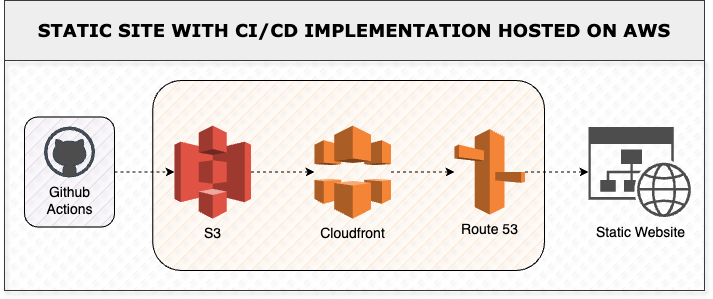 STATIC SITE WITH CI/CD IMPLEMENTATION HOSTED ON AWS
Github
Actions
S3
Cloudfront
Route 53
Static Website